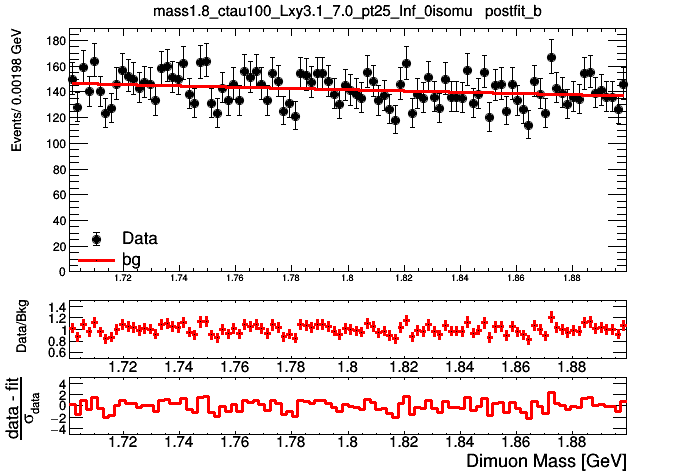 mass1.8_ctau100_Lxy3.1_7.0_pt25_Inf_0isomu postfit_b
Events/ 0.00198 GeV
180
160
140
120
100
80
60
40
20
0
Data
bg
1.72 1.74 1.76 1.78 1.8 1.82 1.84 1.86 1.88
Data/Bkg
1.4
1.2
1
0.8
0.6
1.72 1.74 1.76 1.78 1.8 1.82 1.84 1.86 1.88
data - fit
σdata
4
2
0
−2
−4
1.72 1.74 1.76 1.78 1.8 1.82 1.84 1.86 1.88
Dimuon Mass [GeV]